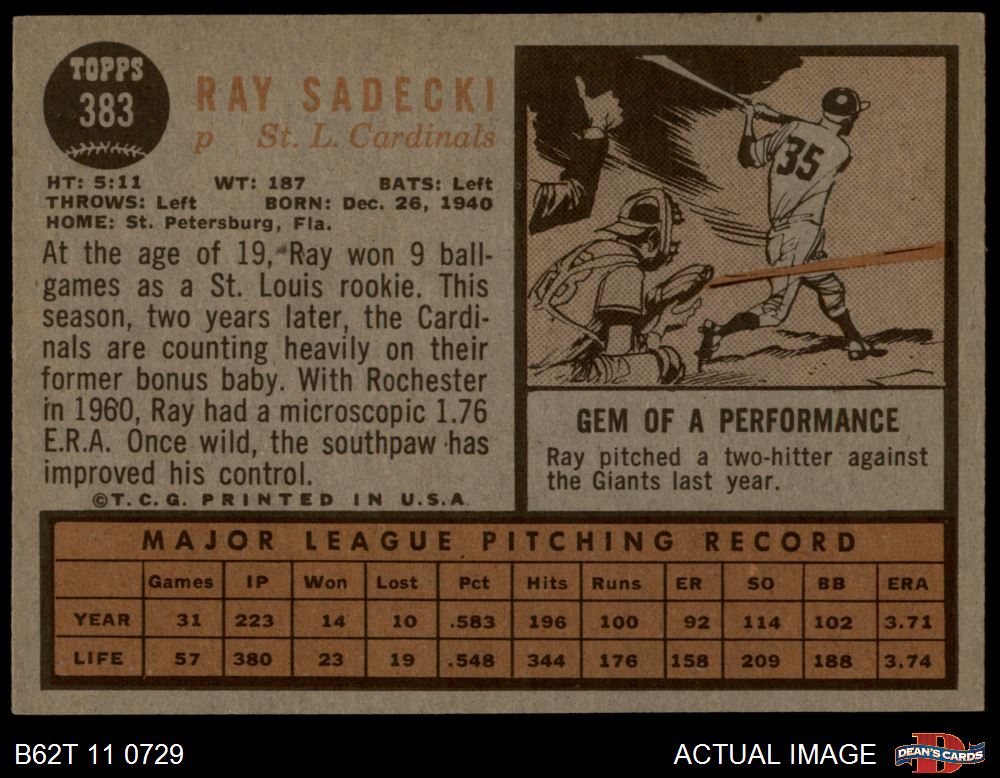 TOPPS
383
RAY SADECKI
p St. L. Cardinals
HT: 5:11 WT: 187 BATS: Left
THROWS: Left BORN: Dec. 26, 1940
HOME: St. Petersburg, Fla.
At the age of 19, Ray won 9 ball-
games as a St. Louis rookie. This
season, two years later, the Cardi-
nals are counting heavily on their
former bonus baby. With Rochester
in 1960, Ray had a microscopic 1.76
E.R.A. Once wild, the southpaw has
improved his control.
©T.C.G. PRINTED IN U.S.A.
35
GEM OF A PERFORMANCE
Ray pitched a two-hitter against
the Giants last year.
MAJOR LEAGUE PITCHING RECORD
Games IP Won Lost Pct Hits Runs ER SO BB ERA
YEAR 31 223 14 10 .583 196 100 92 114 102 3.71
LIFE 57 380 23 19 .548 344 176 158 209 188 3.74
B62T 11 0729
ACTUAL IMAGE
D
DEAN'S CARDS